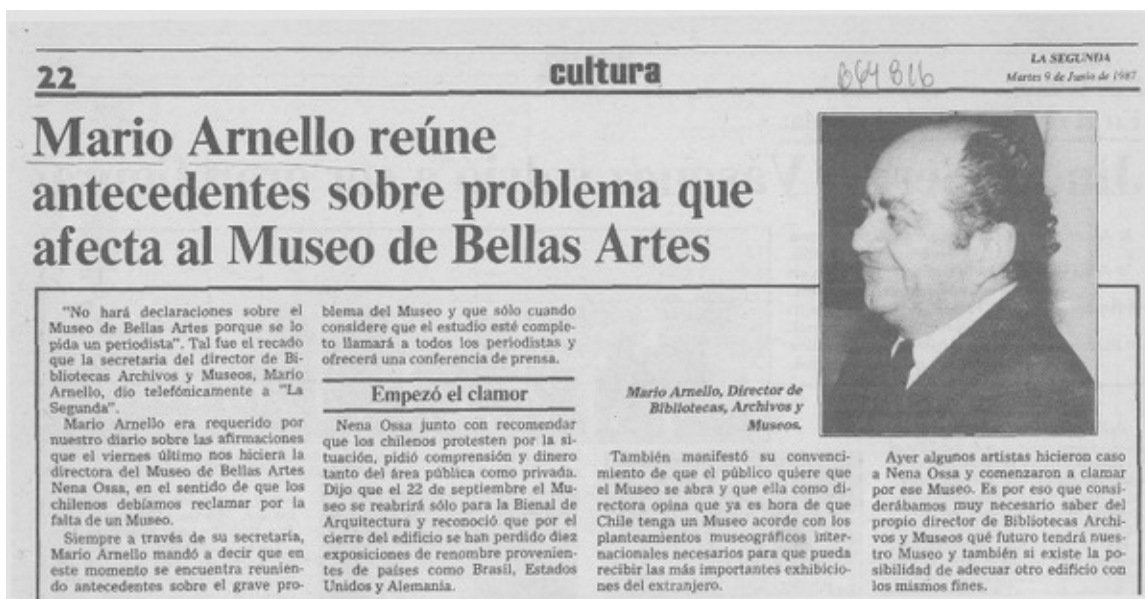 22
cultura
LA SEGUNDA
Martes 9 de Junio de 1987
Mario Arnello reúne
antecedentes sobre problema que
afecta al Museo de Bellas Artes
"No hará declaraciones sobre el
Museo de Bellas Artes porque se lo
pida un periodista". Tal fue el recado
que la secretaria del director de Bi-
bliotecas Archivos y Museos, Mario
Arnello, dio telefónicamente a "La
Segunda".
Mario Arnello era requerido por
nuestro diario sobre las afirmaciones
que el viernes último nos hiciera la
directora del Museo de Bellas Artes
Nena Ossa, en el sentido de que los
chilenos debíamos reclamar por la
falta de un Museo.
Siempre a través de su secretaria,
Mario Arnello mandó a decir que en
este momento se encuentra reunien-
do antecedentes sobre el grave pro-
blema del Museo y que sólo cuando
considere que el estudio esté comple-
to llamará a todos los periodistas y
ofrecerá una conferencia de prensa.
Empezó el clamor
Nena Ossa junto con recomendar
que los chilenos protesten por la si-
tuación, pidió comprensión y dinero
tanto del área pública como privada.
Dijo que el 22 de septiembre el Mu-
seo se reabrirá sólo para la Bienal de
Arquitectura y reconoció que por el
cierre del edificio se han perdido diez
exposiciones de renombre provenien-
tes de países como Brasil, Estados
Unidos y Alemania.
Mario Arnello, Director de
Bibliotecas, Archivos y
Museos.
También manifestó su convenci-
miento de que el público quiere que
el Museo se abra y que ella como di-
rectora opina que ya es hora de que
Chile tenga un Museo acorde con los
planteamientos museográficos inter-
nacionales necesarios para que pueda
recibir las más importantes exhibicio-
nes del extranjero.
Ayer algunos artistas hicieron caso
a Nena Ossa y comenzaron a clamar
por ese Museo. Es por eso que consi-
derábamos muy necesario saber del
propio director de Bibliotecas Archi-
vos y Museos qué futuro tendrá nues-
tro Museo y también si existe la po-
sibilidad de adecuar otro edificio con
los mismos fines.